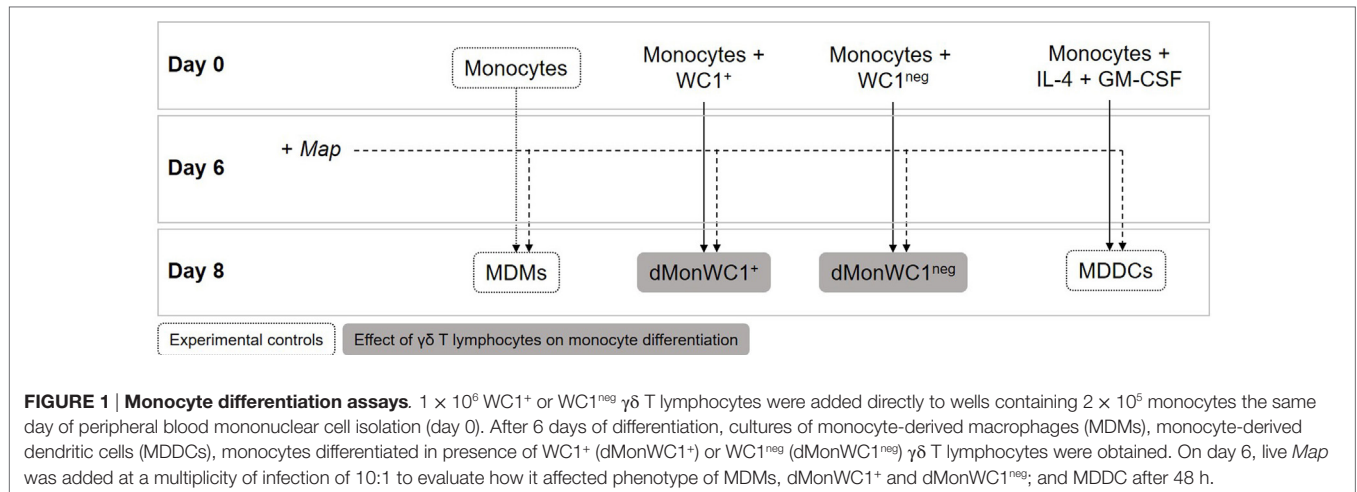 Day 0
Monocytes
Monocytes +
WC1⁺
Monocytes +
WC1ⁿᵉᵍ
Monocytes +
IL-4 + GM-CSF
Day 6
+ Map
Day 8
MDMs
dMonWC1⁺
dMonWC1ⁿᵉᵍ
MDDCs
Experimental controls
Effect of γδ T lymphocytes on monocyte differentiation
FIGURE 1 | Monocyte differentiation assays. 1 × 10⁶ WC1⁺ or WC1ⁿᵉᵍ γδ T lymphocytes were added directly to wells containing 2 × 10⁵ monocytes the same
day of peripheral blood mononuclear cell isolation (day 0). After 6 days of differentiation, cultures of monocyte-derived macrophages (MDMs), monocyte-derived
dendritic cells (MDDCs), monocytes differentiated in presence of WC1⁺ (dMonWC1⁺) or WC1ⁿᵉᵍ (dMonWC1ⁿᵉᵍ) γδ T lymphocytes were obtained. On day 6, live Map
was added at a multiplicity of infection of 10:1 to evaluate how it affected phenotype of MDMs, dMonWC1⁺ and dMonWC1ⁿᵉᵍ; and MDDC after 48 h.